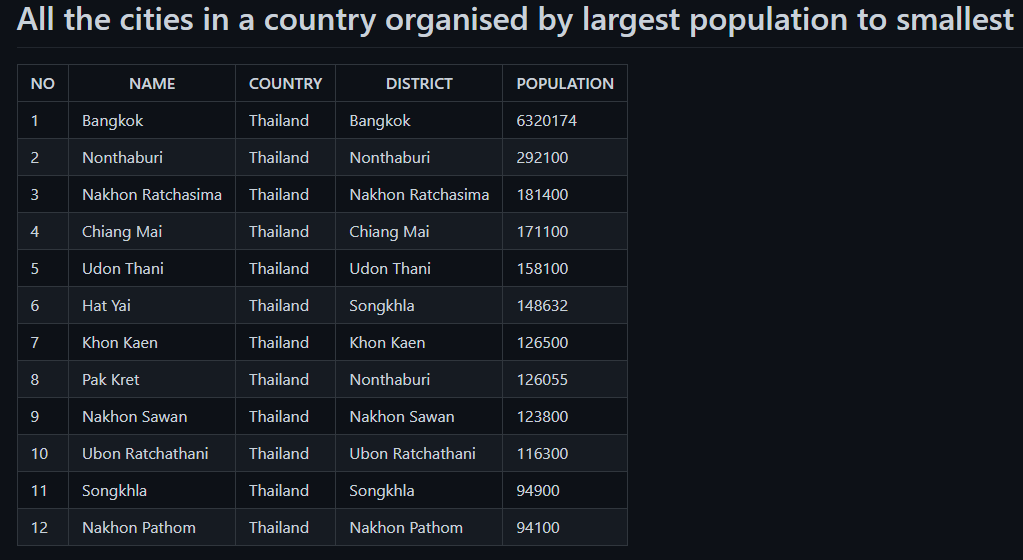 All the cities in a country organised by largest population to smallest
NO NAME COUNTRY DISTRICT POPULATION
1 Bangkok Thailand Bangkok 6320174
2 Nonthaburi Thailand Nonthaburi 292100
3 Nakhon Ratchasima Thailand Nakhon Ratchasima 181400
4 Chiang Mai Thailand Chiang Mai 171100
5 Udon Thani Thailand Udon Thani 158100
6 Hat Yai Thailand Songkhla 148632
7 Khon Kaen Thailand Khon Kaen 126500
8 Pak Kret Thailand Nonthaburi 126055
9 Nakhon Sawan Thailand Nakhon Sawan 123800
10 Ubon Ratchathani Thailand Ubon Ratchathani 116300
11 Songkhla Thailand Songkhla 94900
12 Nakhon Pathom Thailand Nakhon Pathom 94100